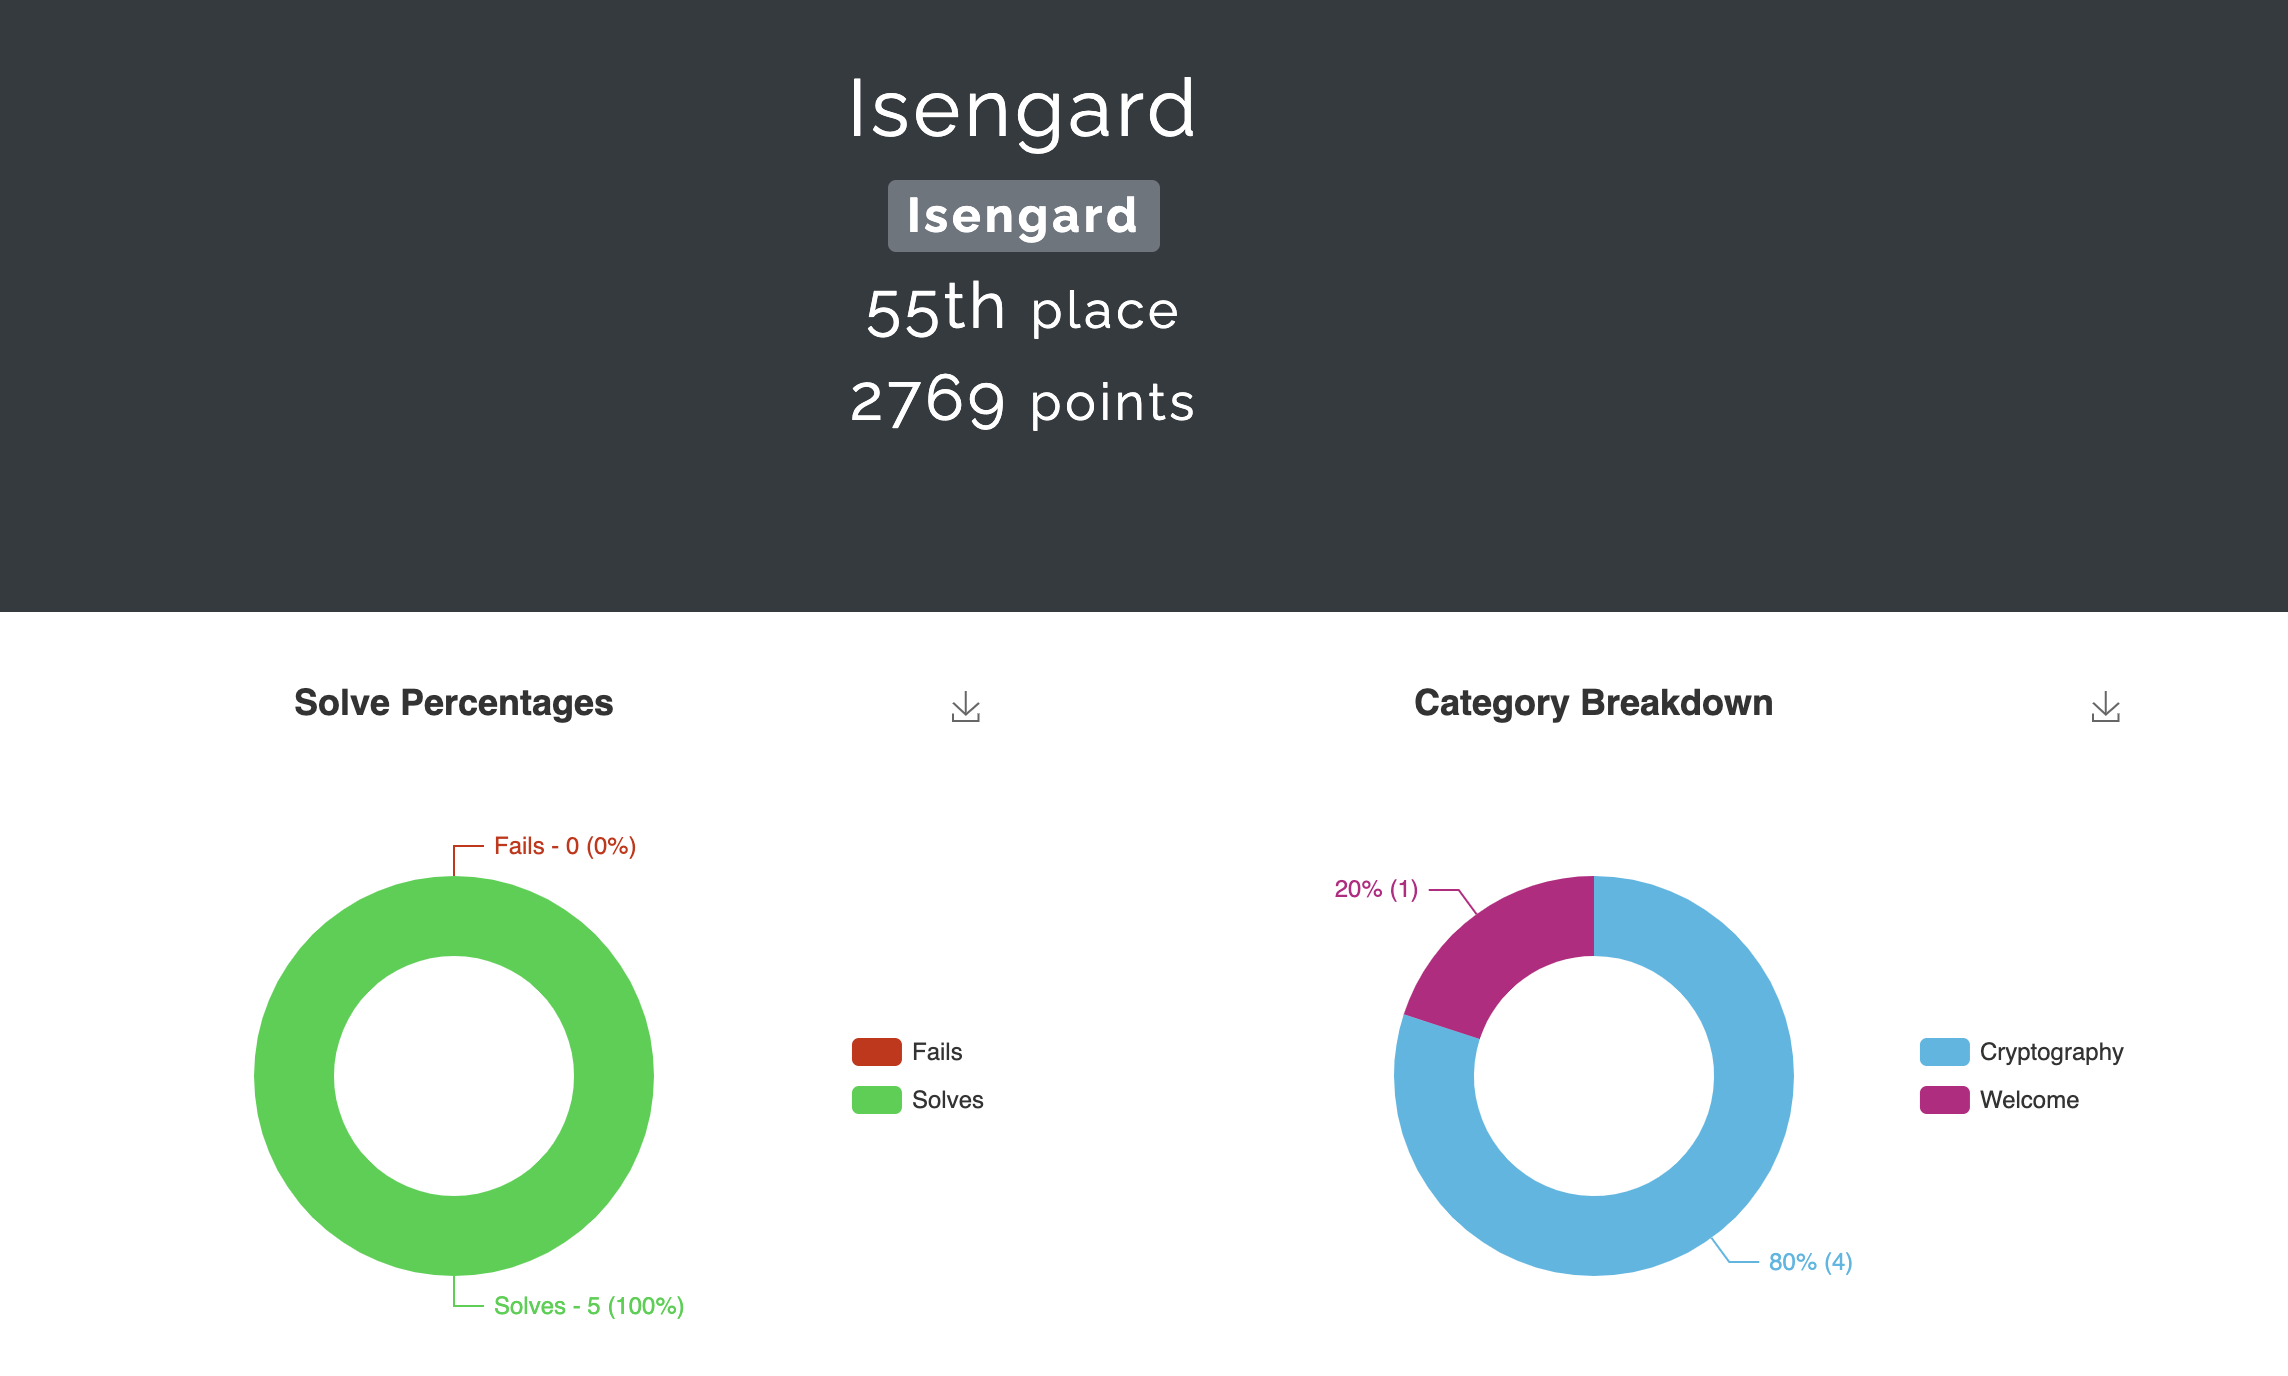 Isengard
Isengard
55th place
2769 points
Solve Percentages
Fails - 0 (0%)
Fails
Solves
Solves - 5 (100%)
Category Breakdown
20% (1)
Cryptography
Welcome
80% (4)